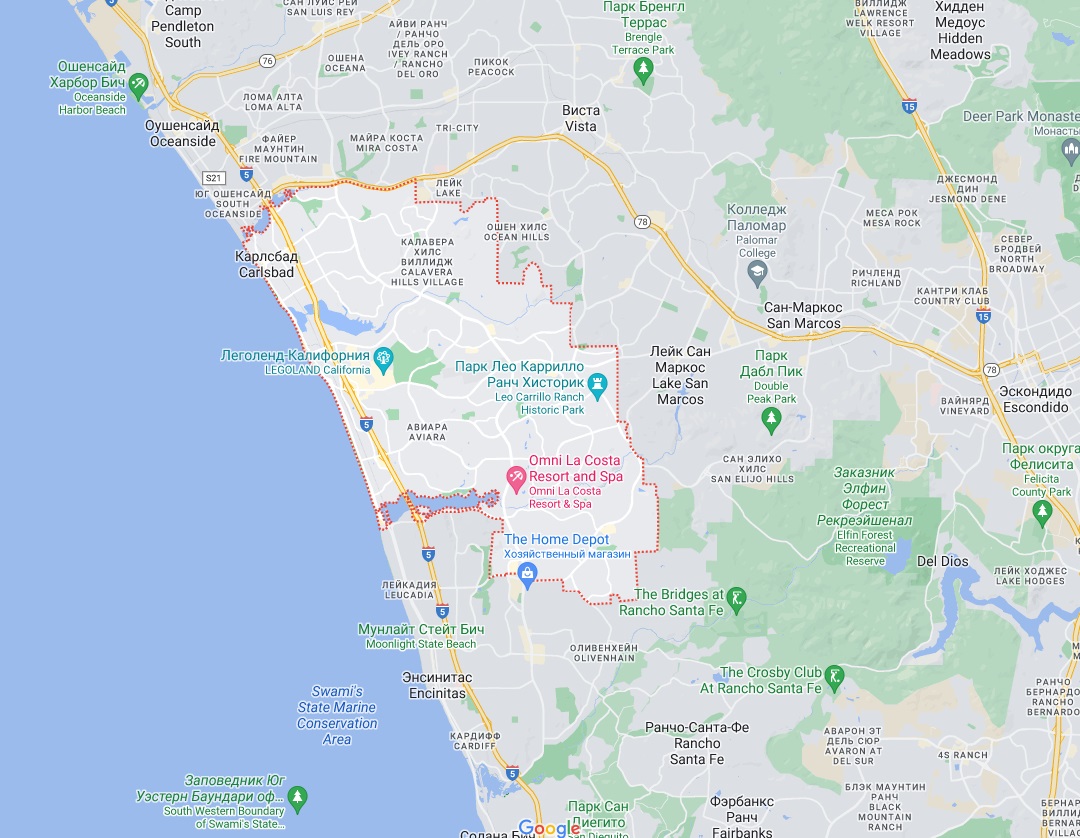 САН ЛУИС РЕЙ
SAN LUIS REY
Camp
Pendleton
South
АЙВИ РАНЧ
/ РАНЧО
ДЕЛЬ ОРО
IVEY RANCH
/ RANCHO
DEL ORO
Парк Бренгл
Террас
Brengle
Terrace Park
ВИЛЛИДЖ
LAWRENCE
WELK RESORT
VILLAGE
Хидден
Медоус
Hidden
Meadows
76
ОШЕНА
OCEANA
ПИКОК
PEACOCK
Ошенсайд
Харбор Бич
Oceanside
Harbor Beach
ЛОМА АЛТА
LOMA ALTA
15
Виста
Vista
Deer Park Monaste
Монасты
Оушенсайд
Oceanside
TRI-CITY
ФАЙЕР
МАУНТИН
FIRE MOUNTAIN
МАЙРА КОСТА
MIRA COSTA
5
S21
ЮГ ОШЕНСАЙД
SOUTH
OCEANSIDE
ЛЕЙК
LAKE
ДЖЕСМОНД
ДИН
JESMOND DENE
78
Колледж
Паломар
Palomar
College
МЕСА РОК
MESA ROCK
ОШЕН ХИЛС
OCEAN HILLS
КАЛАВЕРА
ХИЛС
ВИЛЛИДЖ
CALAVERA
HILLS VILLAGE
СЕВЕР
БРОДВЕЙ
NORTH
BROADWAY
Карлсбад
Carlsbad
РИЧЛЕНД
RICHLAND
КАНТРИ КЛАБ
COUNTRY CLUB
Сан-Маркос
San Marcos
15
Леголенд-Калифорния
LEGOLAND California
Парк Лео Каррилло
Ранч Хисторик
Leo Carrillo Ranch
Historic Park
Лейк Сан
Маркос
Lake San
Marcos
Парк
Дабл Пик
Double
Peak Park
78
Эскондидо
Escondido
ВАЙНЯРД
VINEYARD
5
АВИАРА
AVIARA
Omni La Costa
Resort and Spa
Omni La Costa
Resort & Spa
САН ЭЛИХО
ХИЛС
SAN ELIJO HILLS
Парк округа
Фелисита
Felicita
County Park
Заказник
Элфин
Форест
Рекреэйшенал
Elfin Forest
Recreational
Reserve
5
The Home Depot
Хозяйственный магазин
Del Dios
ЛЕЙК ХОДЖЕС
LAKE HODGES
ЛЕЙКАДИЯ
LEUCADIA
5
The Bridges at
Rancho Santa Fe
Мунлайт Стейт Бич
Moonlight State Beach
ОЛИВЕНХЕЙН
OLIVENHAIN
Энсинитас
Encinitas
The Crosby Club
At Rancho Santa Fe
РАНЧО
БЕРНАРДО
RANCHO
BERNARDO
Swami's
State Marine
Conservation
Area
Ранчо-Санта-Фе
Rancho
Santa Fe
АВАРОН ЭТ
ДЕЛЬ СЮР
AVARON AT
DEL SUR
КАРДИФФ
CARDIFF
4S RANCH
5
Заповедник Юг
Уэстерн Баундари оф...
South Western Boundary
of Swami's State...
БЛЭК МАУНТИН
РАНЧ
BLACK
MOUNTAIN
RANCH
Фэрбанкс
Ранч
Fairbanks
Парк Сан
Диегито
San Dieguito
Солана Бич
Google